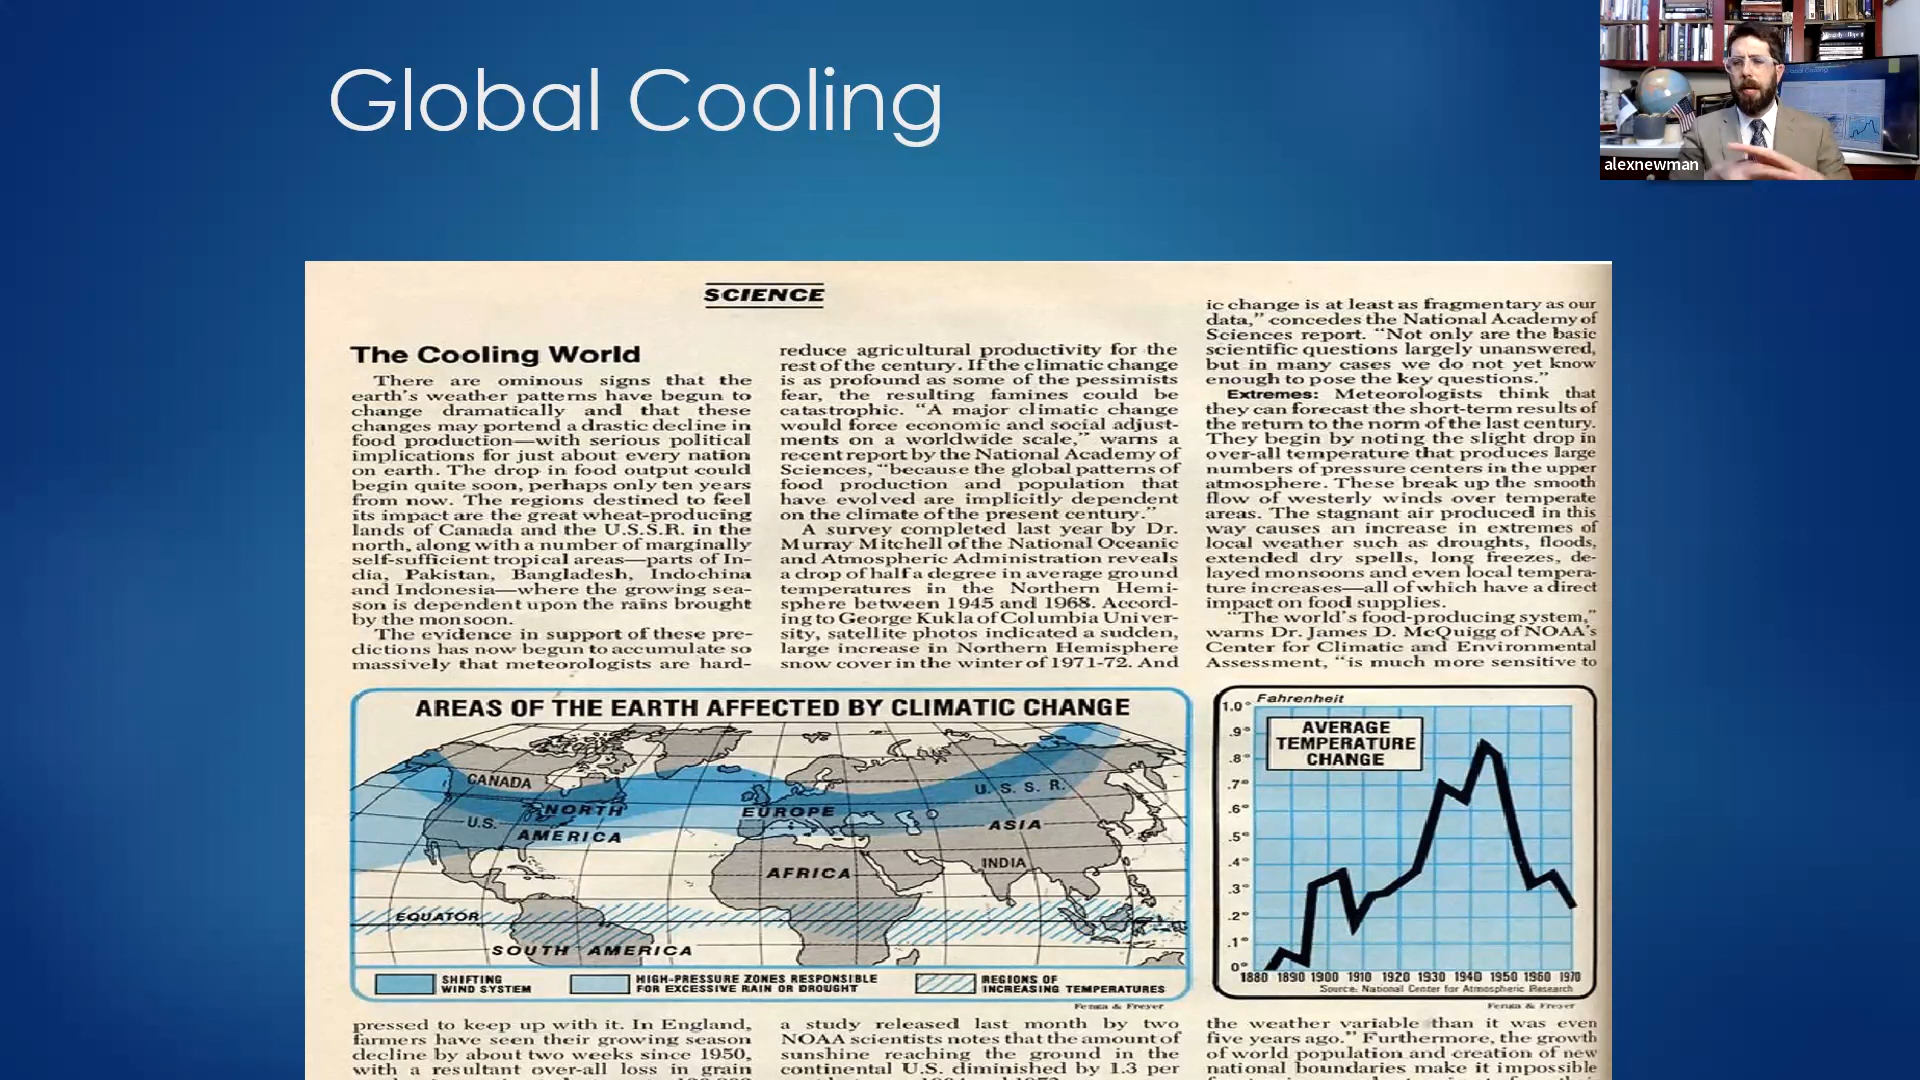 Global Cooling
alexnewman
SCIENCE
The Cooling World
There are ominous signs that the
earth's weather patterns have begun to
change dramatically and that these
changes may portend a drastic decline in
food production—with serious political
implications for just about every nation
on earth. The drop in food output could
begin quite soon, perhaps only ten years
from now. The regions destined to feel
its impact are the great wheat-producing
lands of Canada and the U.S.S.R. in the
north, along with a number of marginally
self-sufficient tropical areas—parts of In-
dia, Pakistan, Bangladesh, Indochina
and Indonesia—where the growing sea-
son is dependent upon the rains brought
by the monsoon.
The evidence in support of these pre-
dictions has now begun to accumulate so
massively that meteorologists are hard-
reduce agricultural productivity for the
rest of the century. If the climatic change
is as profound as some of the pessimists
fear, the resulting famines could be
catastrophic. "A major climatic change
would force economic and social adjust-
ments on a worldwide scale," warns a
recent report by the National Academy of
Sciences, "because the global patterns of
food production and population that
have evolved are implicitly dependent
on the climate of the present century."
A survey completed last year by Dr.
Murray Mitchell of the National Oceanic
and Atmospheric Administration reveals
a drop of half a degree in average ground
temperatures in the Northern Hemi-
sphere between 1945 and 1968. Accord-
ing to George Kukla of Columbia Univer-
sity, satellite photos indicated a sudden,
large increase in Northern Hemisphere
snow cover in the winter of 1971-72. And
ic change is at least as fragmentary as our
data," concedes the National Academy of
Sciences report. "Not only are the basic
scientific questions largely unanswered,
but in many cases we do not yet know
enough to pose the key questions."
Extremes: Meteorologists think that
they can forecast the short-term results of
the return to the norm of the last century.
They begin by noting the slight drop in
over-all temperature that produces large
numbers of pressure centers in the upper
atmosphere. These break up the smooth
flow of westerly winds over temperate
areas. The stagnant air produced in this
way causes an increase in extremes of
local weather such as droughts, floods,
extended dry spells, long freezes, de-
layed monsoons and even local tempera-
ture increases—all of which have a direct
impact on food supplies.
"The world's food-producing system,"
warns Dr. James D. McQuigg of NOAA's
Center for Climatic and Environmental
Assessment, "is much more sensitive to
AREAS OF THE EARTH AFFECTED BY CLIMATIC CHANGE
CANADA
U.S.
NORTH
AMERICA
EUROPE
U. S. S. R.
ASIA
INDIA
AFRICA
EQUATOR
SOUTH AMERICA
SHIFTING
WIND SYSTEM
HIGH-PRESSURE ZONES RESPONSIBLE
FOR EXCESSIVE RAIN OR DROUGHT
REGIONS OF
INCREASING TEMPERATURES
Fenga & Freyer
Fahrenheit
AVERAGE
TEMPERATURE
CHANGE
1.0°
.9°
.8°
.7°
.6°
.5°
.4°
.3°
.2°
.1°
0°
1880 1890 1900 1910 1920 1930 1940 1950 1960 1970
Source: National Center for Atmospheric Research
Fenga & Freyer
pressed to keep up with it. In England,
farmers have seen their growing season
decline by about two weeks since 1950,
with a resultant over-all loss in grain
a study released last month by two
NOAA scientists notes that the amount of
sunshine reaching the ground in the
continental U.S. diminished by 1.3 per
the weather variable than it was even
five years ago." Furthermore, the growth
of world population and creation of new
national boundaries make it impossible